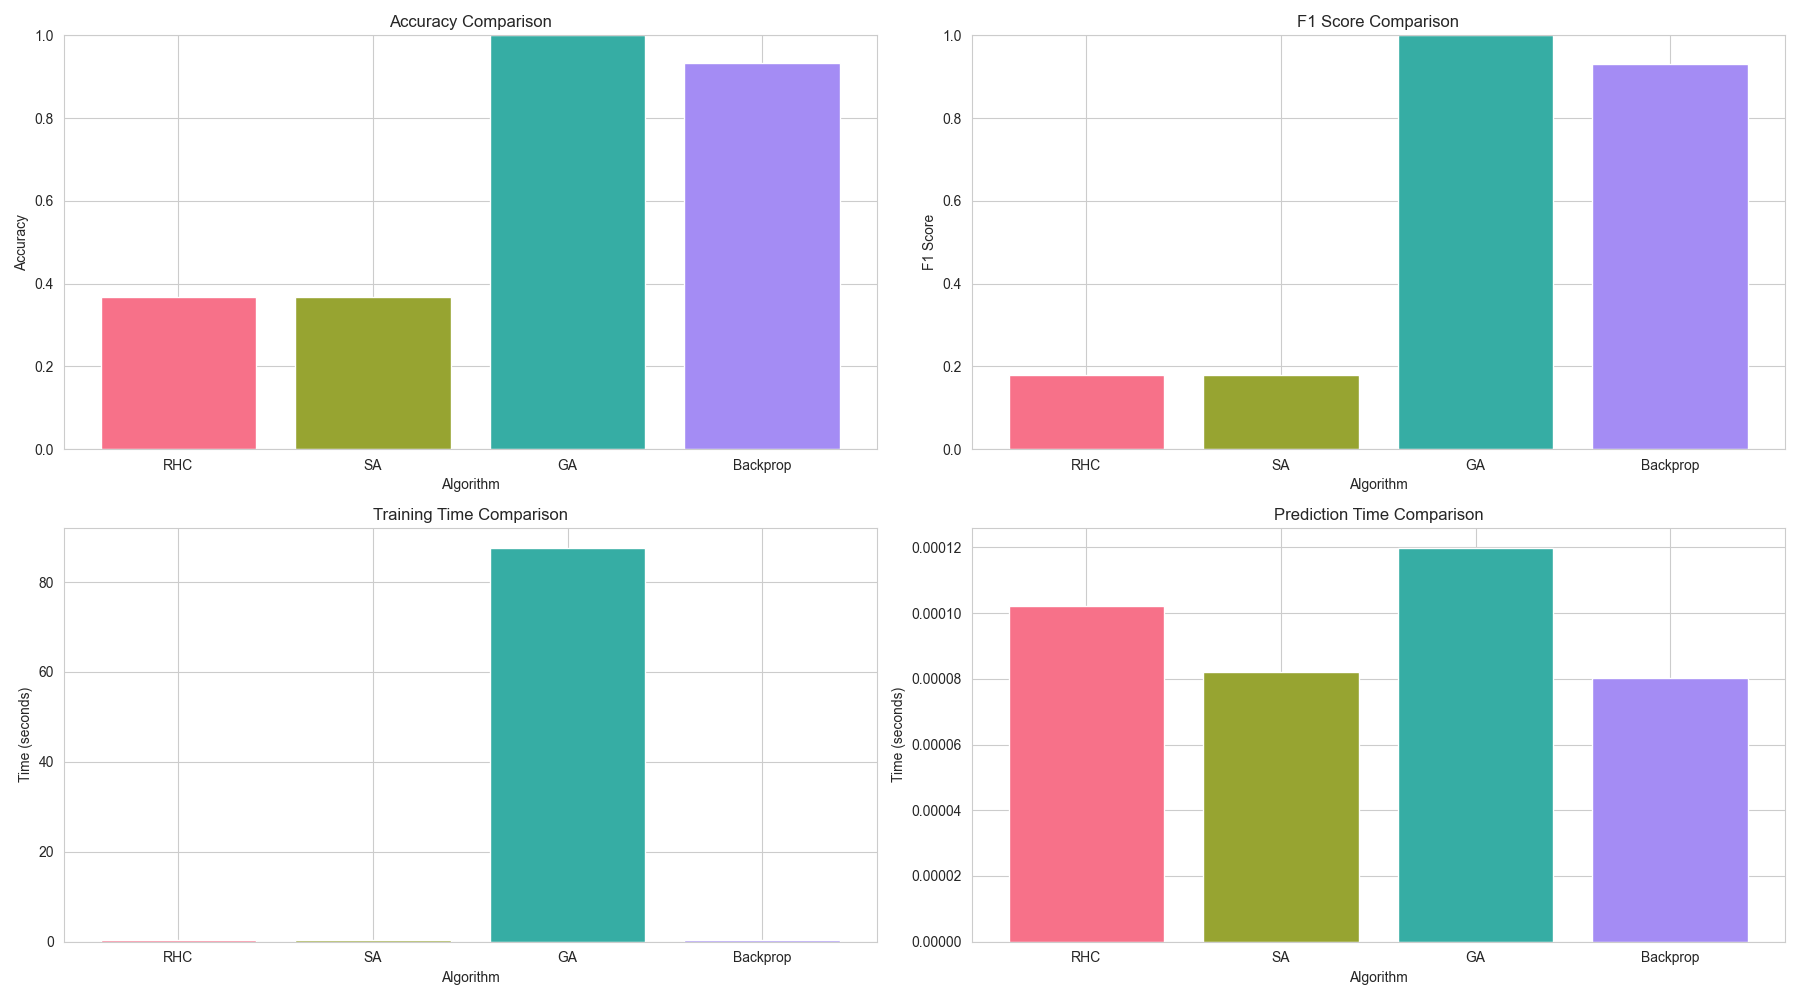 Accuracy Comparison
1.0
0.8
0.6
0.4
0.2
0.0
Accuracy
RHC SA GA Backprop
Algorithm
F1 Score Comparison
1.0
0.8
0.6
0.4
0.2
0.0
F1 Score
RHC SA GA Backprop
Algorithm
Training Time Comparison
80
60
40
20
0
Time (seconds)
RHC SA GA Backprop
Algorithm
Prediction Time Comparison
0.00012
0.00010
0.00008
0.00006
0.00004
0.00002
0.00000
Time (seconds)
RHC SA GA Backprop
Algorithm